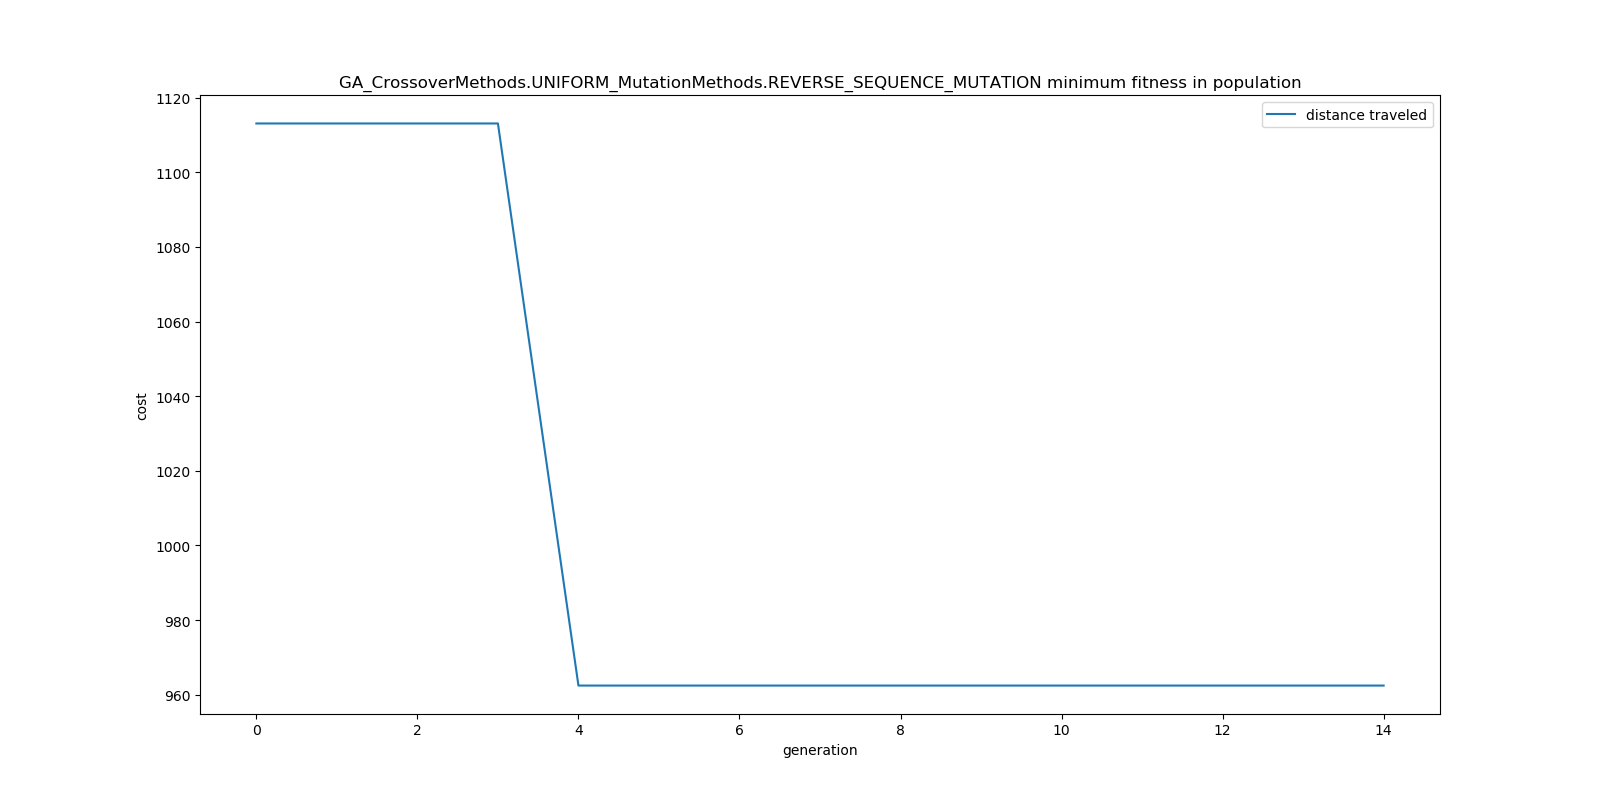 GA_CrossoverMethods.UNIFORM_MutationMethods.REVERSE_SEQUENCE_MUTATION minimum fitness in population
distance traveled
1120
1100
1080
1060
1040
1020
1000
980
960
cost
0 2 4 6 8 10 12 14
generation